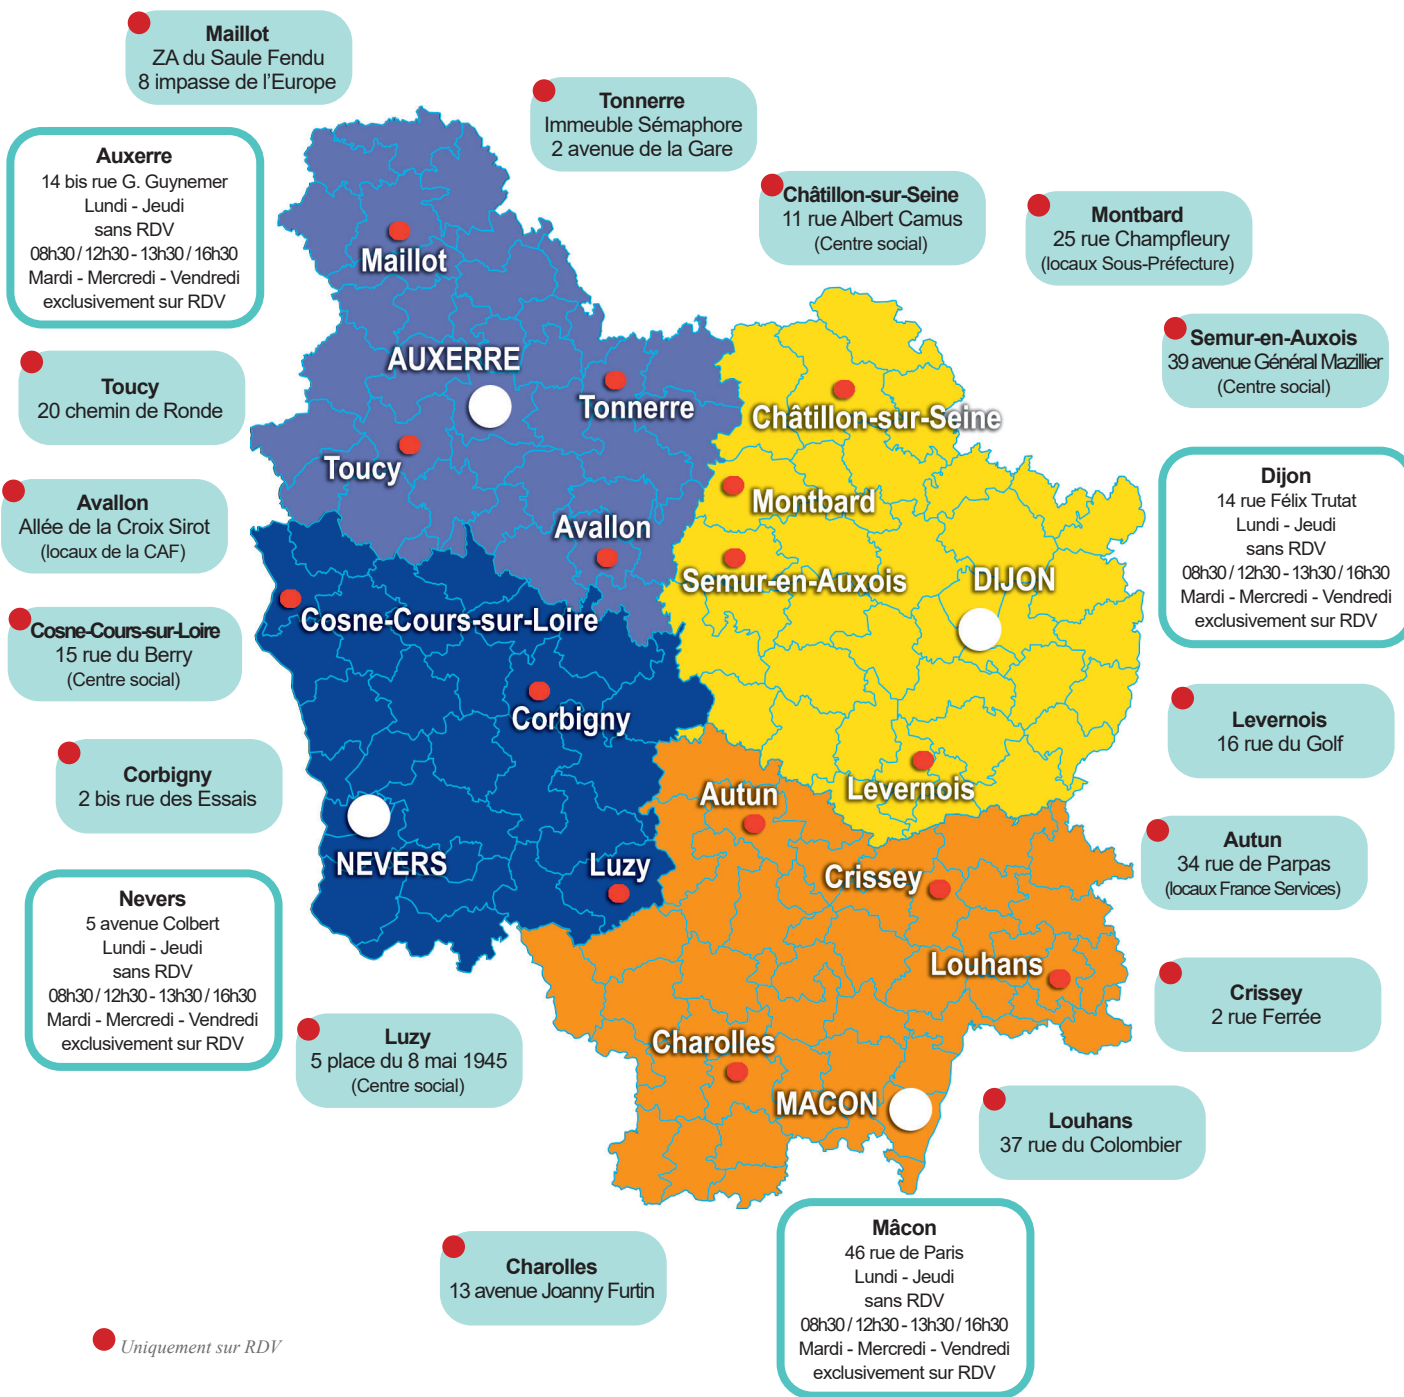 Maillot
ZA du Saule Fendu
8 impasse de l'Europe
Tonnerre
Immeuble Sémaphore
2 avenue de la Gare
Auxerre
14 bis rue G. Guynemer
Lundi - Jeudi
sans RDV
08h30 / 12h30 - 13h30 / 16h30
Mardi - Mercredi - Vendredi
exclusivement sur RDV
Châtillon-sur-Seine
11 rue Albert Camus
(Centre social)
Montbard
25 rue Champfleury
(locaux Sous-Préfecture)
Semur-en-Auxois
39 avenue Général Mazillier
(Centre social)
Toucy
20 chemin de Ronde
Avallon
Allée de la Croix Sirot
(locaux de la CAF)
Dijon
14 rue Félix Trutat
Lundi - Jeudi
sans RDV
08h30 / 12h30 - 13h30 / 16h30
Mardi - Mercredi - Vendredi
exclusivement sur RDV
Cosne-Cours-sur-Loire
15 rue du Berry
(Centre social)
Levernois
16 rue du Golf
Corbigny
2 bis rue des Essais
Autun
34 rue de Parpas
(locaux France Services)
Nevers
5 avenue Colbert
Lundi - Jeudi
sans RDV
08h30 / 12h30 - 13h30 / 16h30
Mardi - Mercredi - Vendredi
exclusivement sur RDV
Crissey
2 rue Ferrée
Luzy
5 place du 8 mai 1945
(Centre social)
Louhans
37 rue du Colombier
Mâcon
46 rue de Paris
Lundi - Jeudi
sans RDV
08h30 / 12h30 - 13h30 / 16h30
Mardi - Mercredi - Vendredi
exclusivement sur RDV
Charolles
13 avenue Joanny Furtin
Maillot
AUXERRE
Tonnerre
Toucy
Avallon
Châtillon-sur-Seine
Montbard
Semur-en-Auxois
DIJON
Levernois
Cosne-Cours-sur-Loire
Corbigny
NEVERS
Luzy
Autun
Crissey
Louhans
Charolles
MACON
Uniquement sur RDV